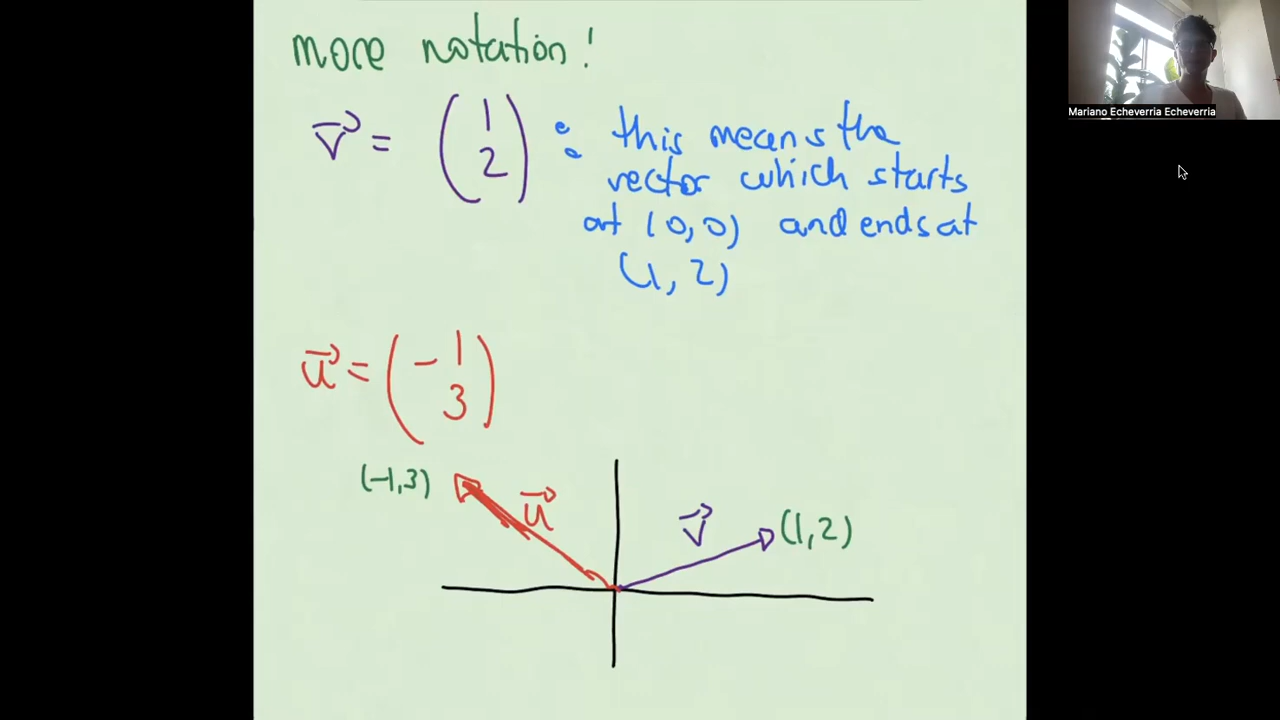 more notation!
v⃗ = (1 2) : this means the
vector which starts
at (0,0) and ends at
(1, 2)
u⃗ = (-1 3)
(-1,3)
u⃗
v⃗
(1,2)
Mariano Echeverria Echeverria